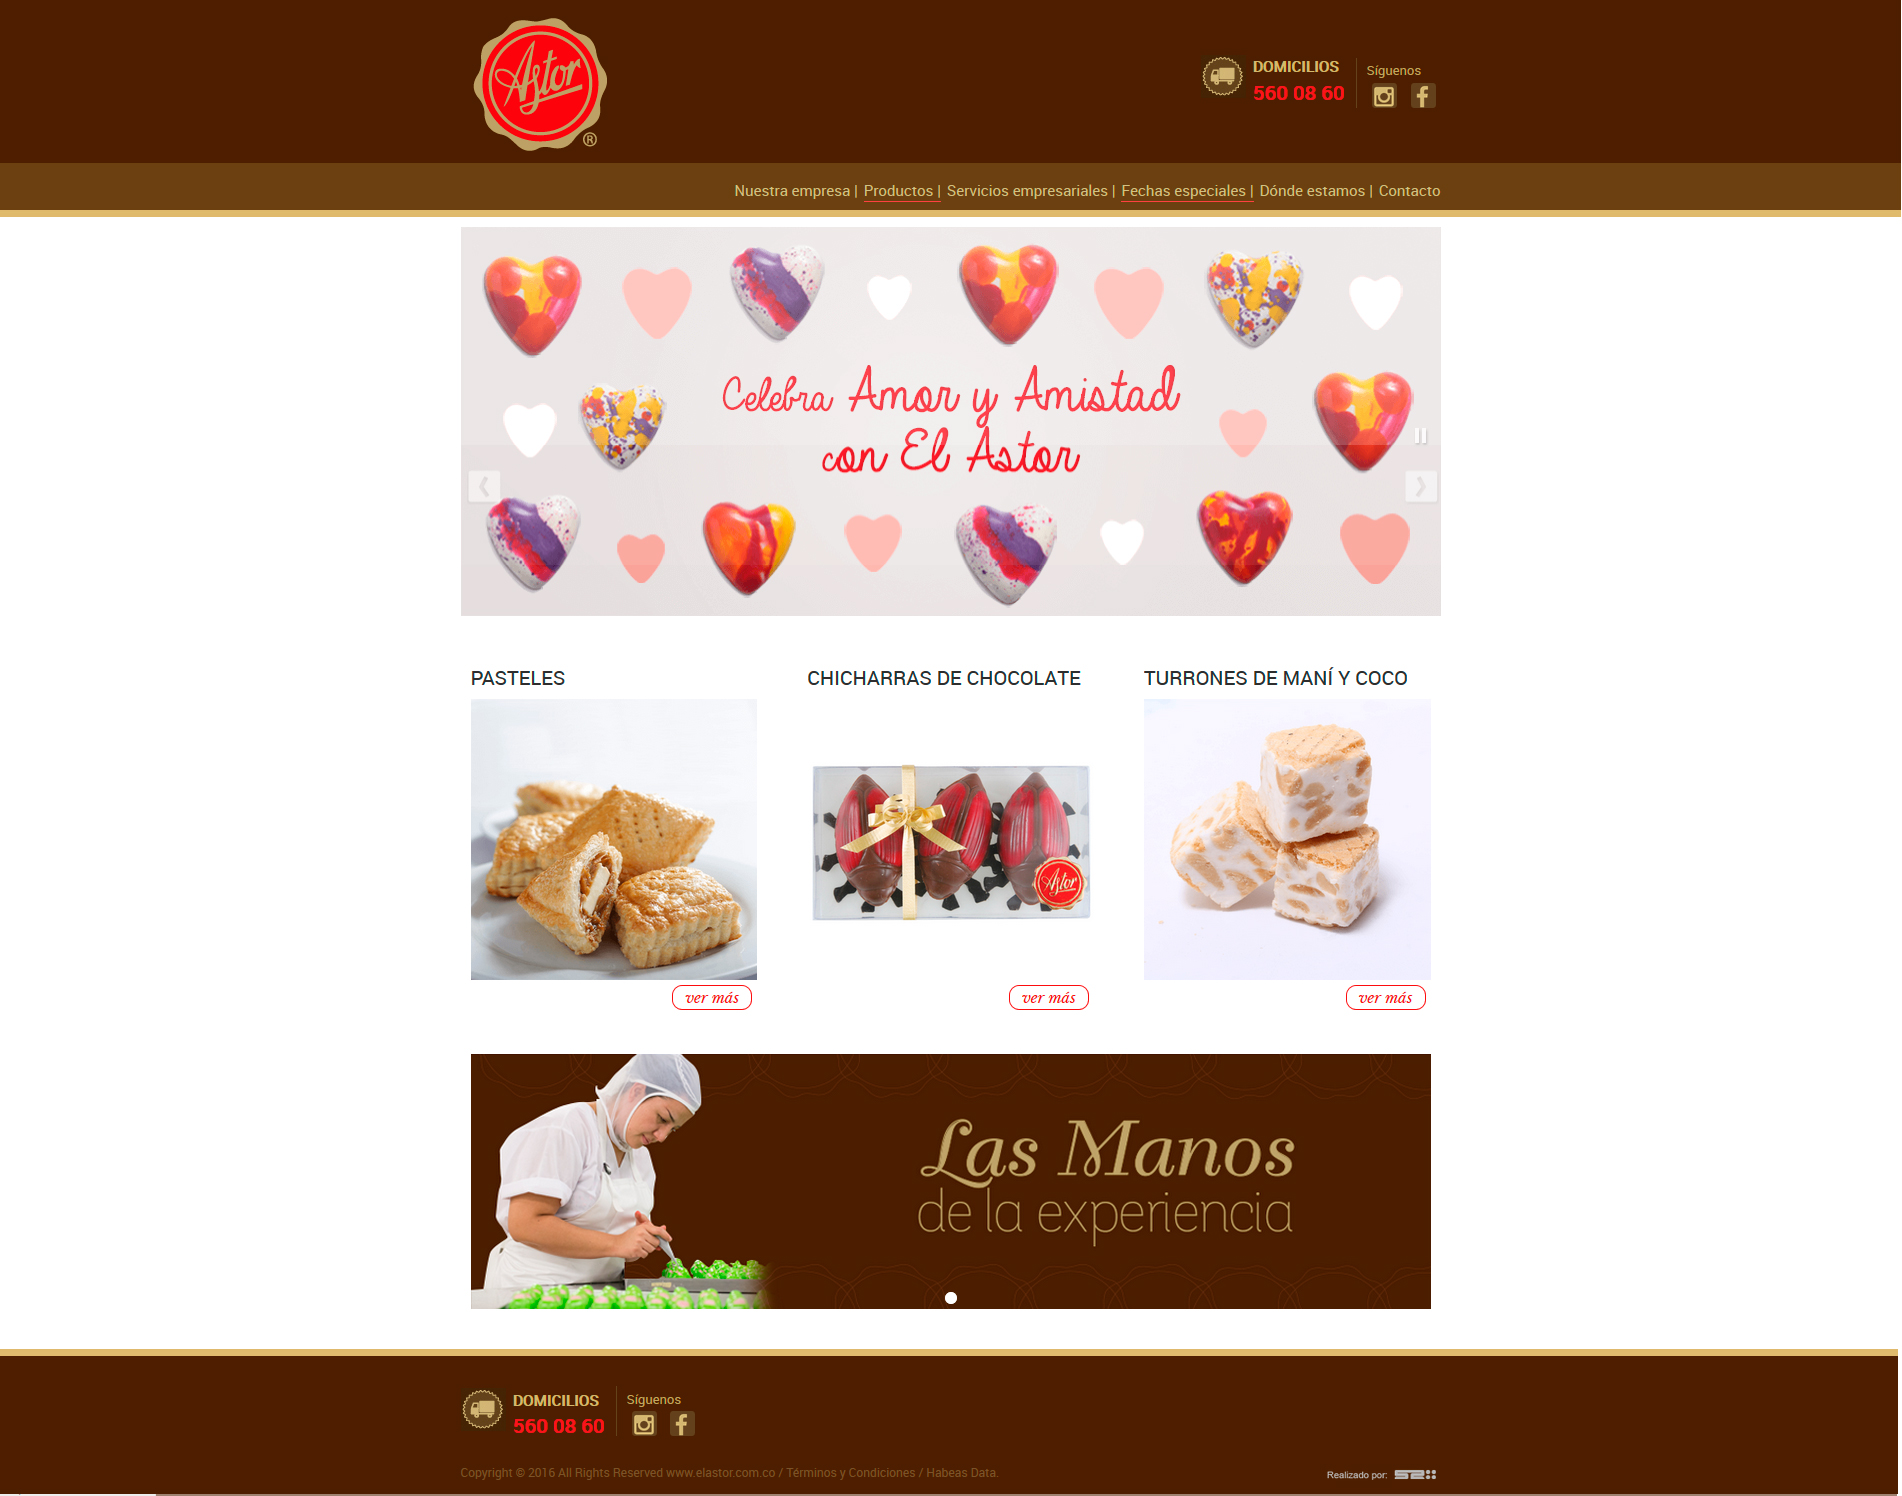 Astor
®
DOMICILIOS
560 08 60
Síguenos
Nuestra empresa | Productos | Servicios empresariales | Fechas especiales | Dónde estamos | Contacto
Celebra Amor y Amistad
con El Astor
PASTELES
CHICHARRAS DE CHOCOLATE
TURRONES DE MANÍ Y COCO
Astor
ver más
ver más
ver más
Las Manos
de la experiencia
DOMICILIOS
560 08 60
Síguenos
Copyright © 2016 All Rights Reserved www.elastor.com.co / Términos y Condiciones / Habeas Data.
Realizado por: